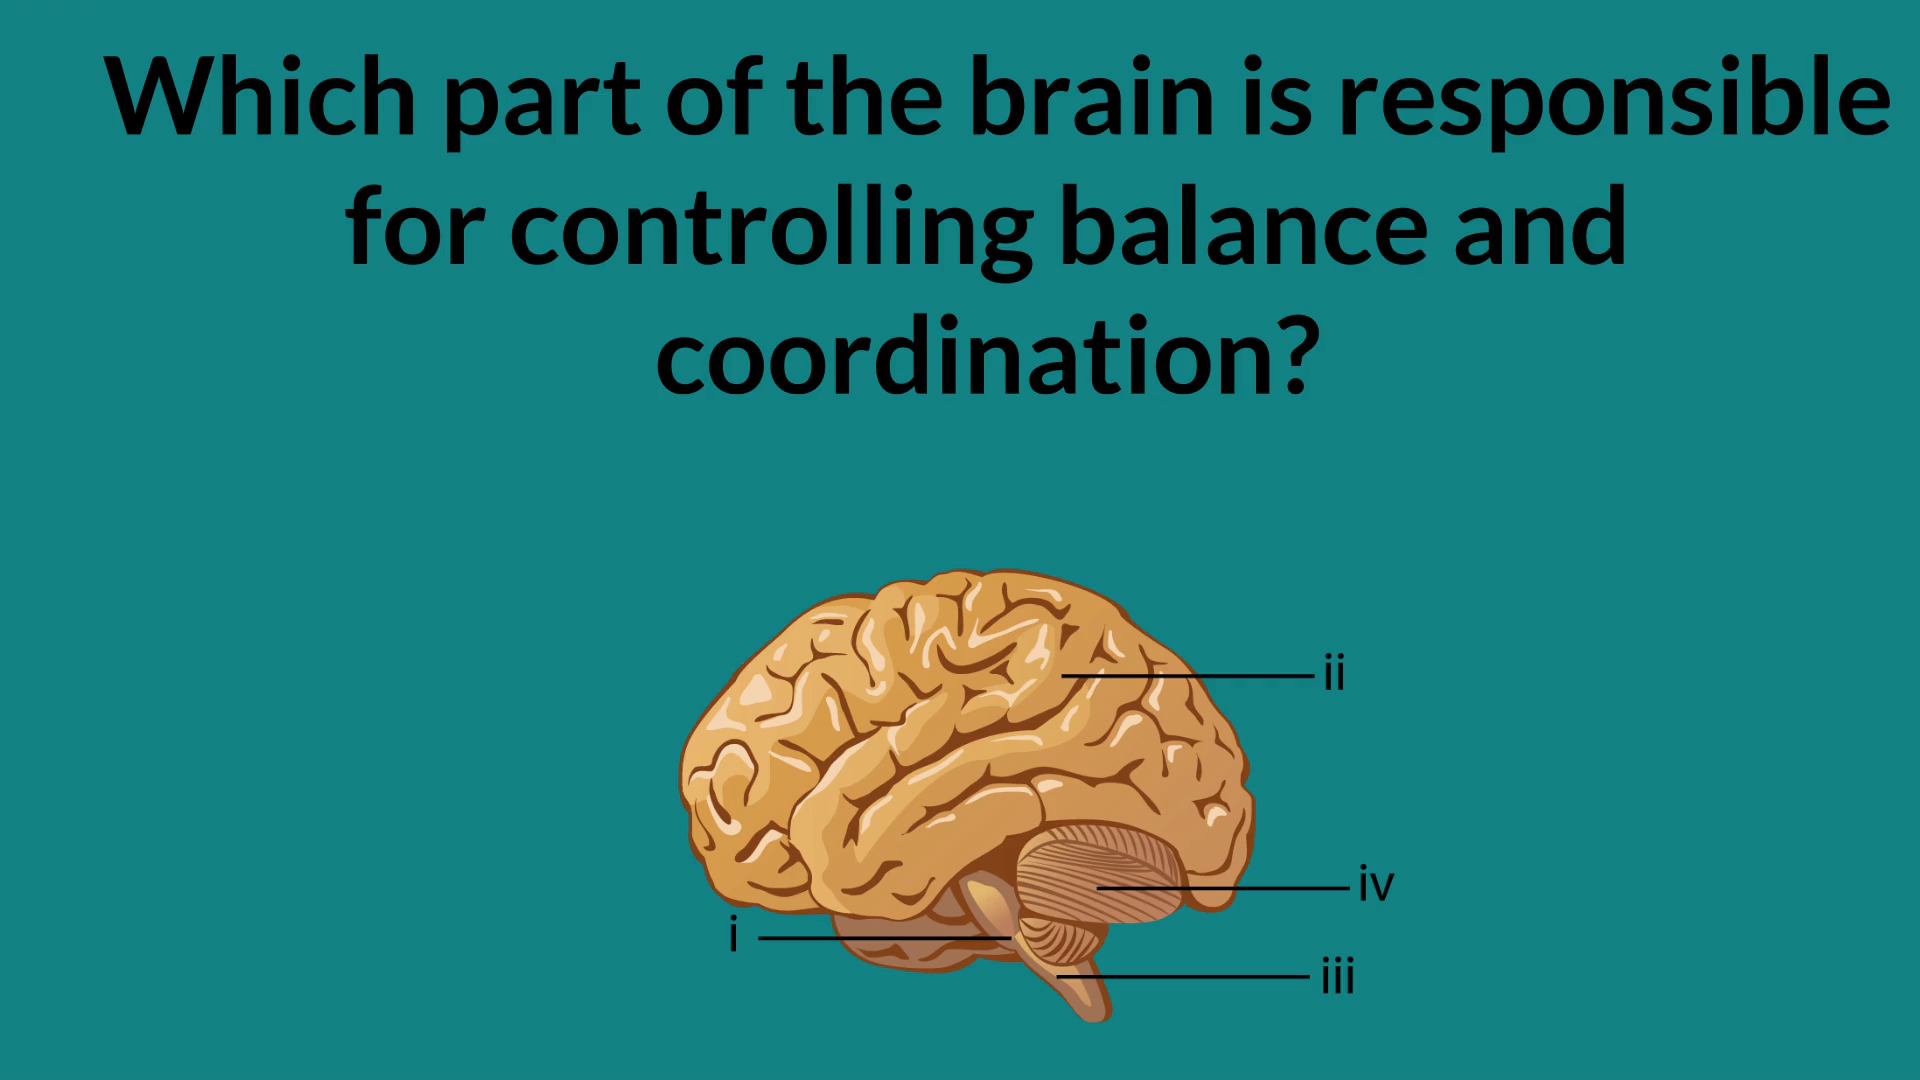 Which part of the brain is responsible
for controlling balance and
coordination?
ii
iv
i
iii